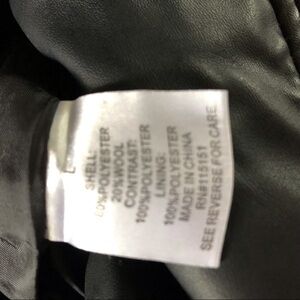 L
SHELL:
80%POLYESTER
20%WOOL
CONTRAST:
100%POLYESTER
LINING:
100%POLYESTER
MADE IN CHINA
RN#115151
SEE REVERSE FOR CARE